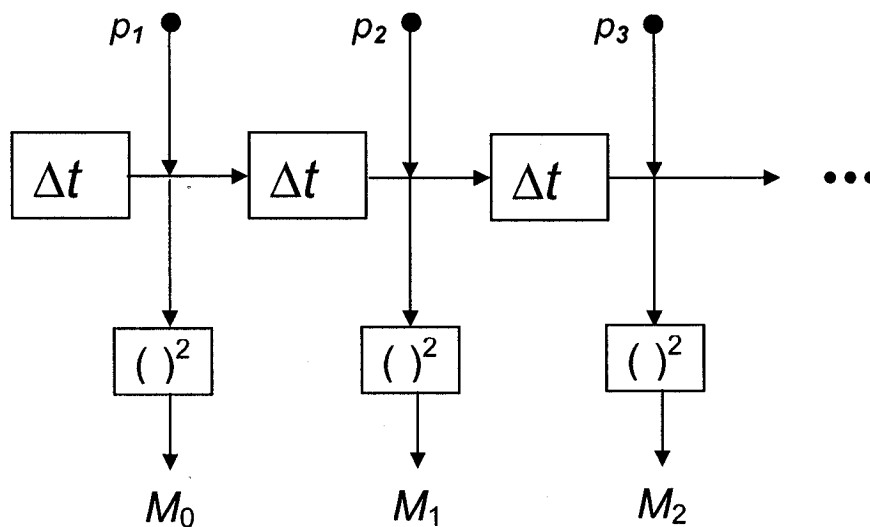 p₁ p₂ p₃
Δt Δt Δt •••
( )² ( )² ( )²
M₀ M₁ M₂